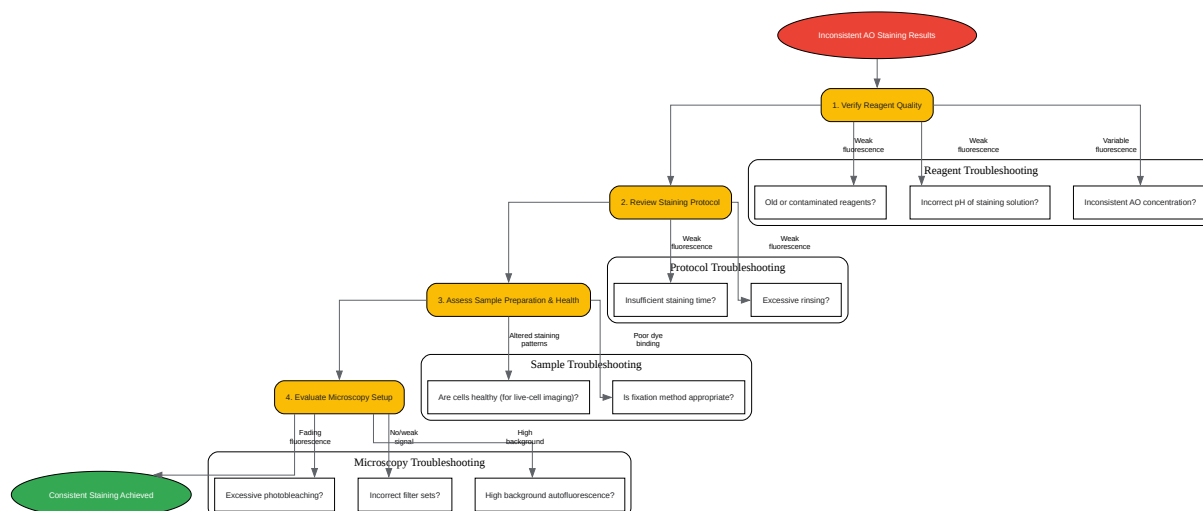 Inconsistent AO Staining Results
1. Verify Reagent Quality
Weak
fluorescence
Weak
fluorescence
Variable
fluorescence
Reagent Troubleshooting
Old or contaminated reagents?
Incorrect pH of staining solution?
Inconsistent AO concentration?
2. Review Staining Protocol
Weak
fluorescence
Weak
fluorescence
Protocol Troubleshooting
Insufficient staining time?
Excessive rinsing?
3. Assess Sample Preparation & Health
Altered staining
patterns
Poor dye
binding
Sample Troubleshooting
Are cells healthy (for live-cell imaging)?
Is fixation method appropriate?
4. Evaluate Microscopy Setup
Fading
fluorescence
No/weak
signal
High
background
Microscopy Troubleshooting
Consistent Staining Achieved
Excessive photobleaching?
Incorrect filter sets?
High background autofluorescence?